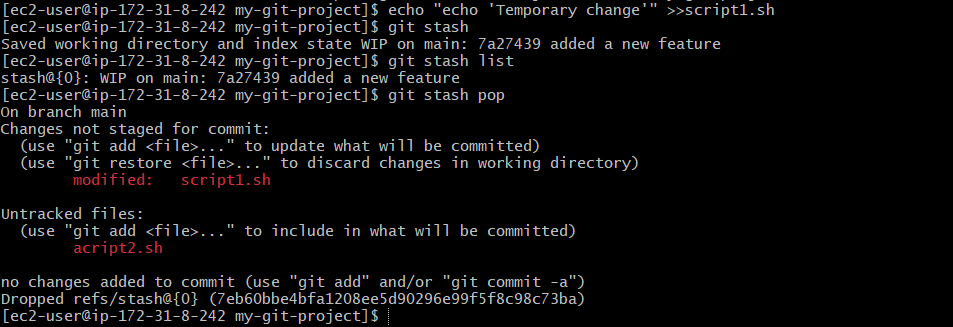 [ec2-user@ip-172-31-8-242 my-git-project]$ echo "echo 'Temporary change'" >>script1.sh
[ec2-user@ip-172-31-8-242 my-git-project]$ git stash
Saved working directory and index state WIP on main: 7a27439 added a new feature
[ec2-user@ip-172-31-8-242 my-git-project]$ git stash list
stash@{0}: WIP on main: 7a27439 added a new feature
[ec2-user@ip-172-31-8-242 my-git-project]$ git stash pop
On branch main
Changes not staged for commit:
  (use "git add <file>..." to update what will be committed)
  (use "git restore <file>..." to discard changes in working directory)
        modified:   script1.sh

Untracked files:
  (use "git add <file>..." to include in what will be committed)
        acript2.sh

no changes added to commit (use "git add" and/or "git commit -a")
Dropped refs/stash@{0} (7eb60bbe4bfa1208ee5d90296e99f5f8c98c73ba)
[ec2-user@ip-172-31-8-242 my-git-project]$